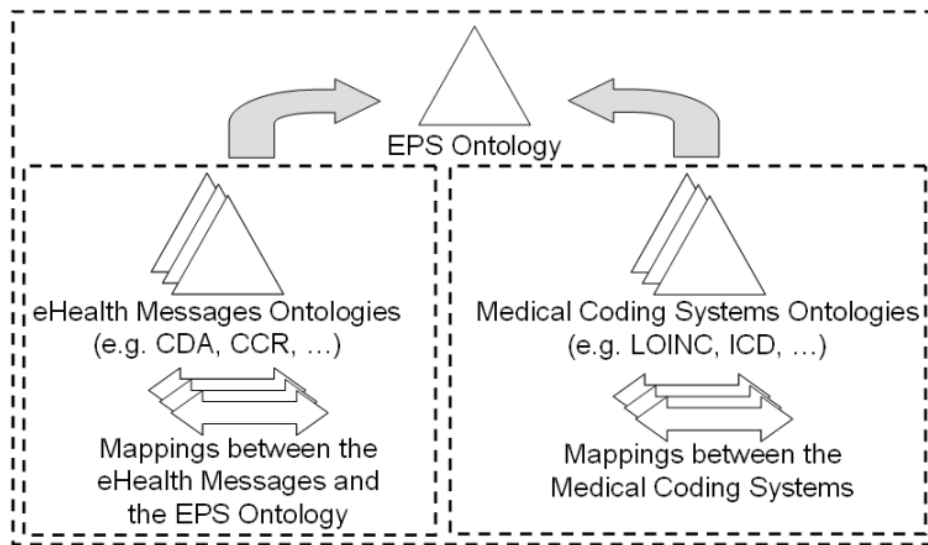 EPS Ontology
eHealth Messages Ontologies
(e.g. CDA, CCR, ...)
Mappings between the
eHealth Messages and
the EPS Ontology
Medical Coding Systems Ontologies
(e.g. LOINC, ICD, ...)
Mappings between the
Medical Coding Systems